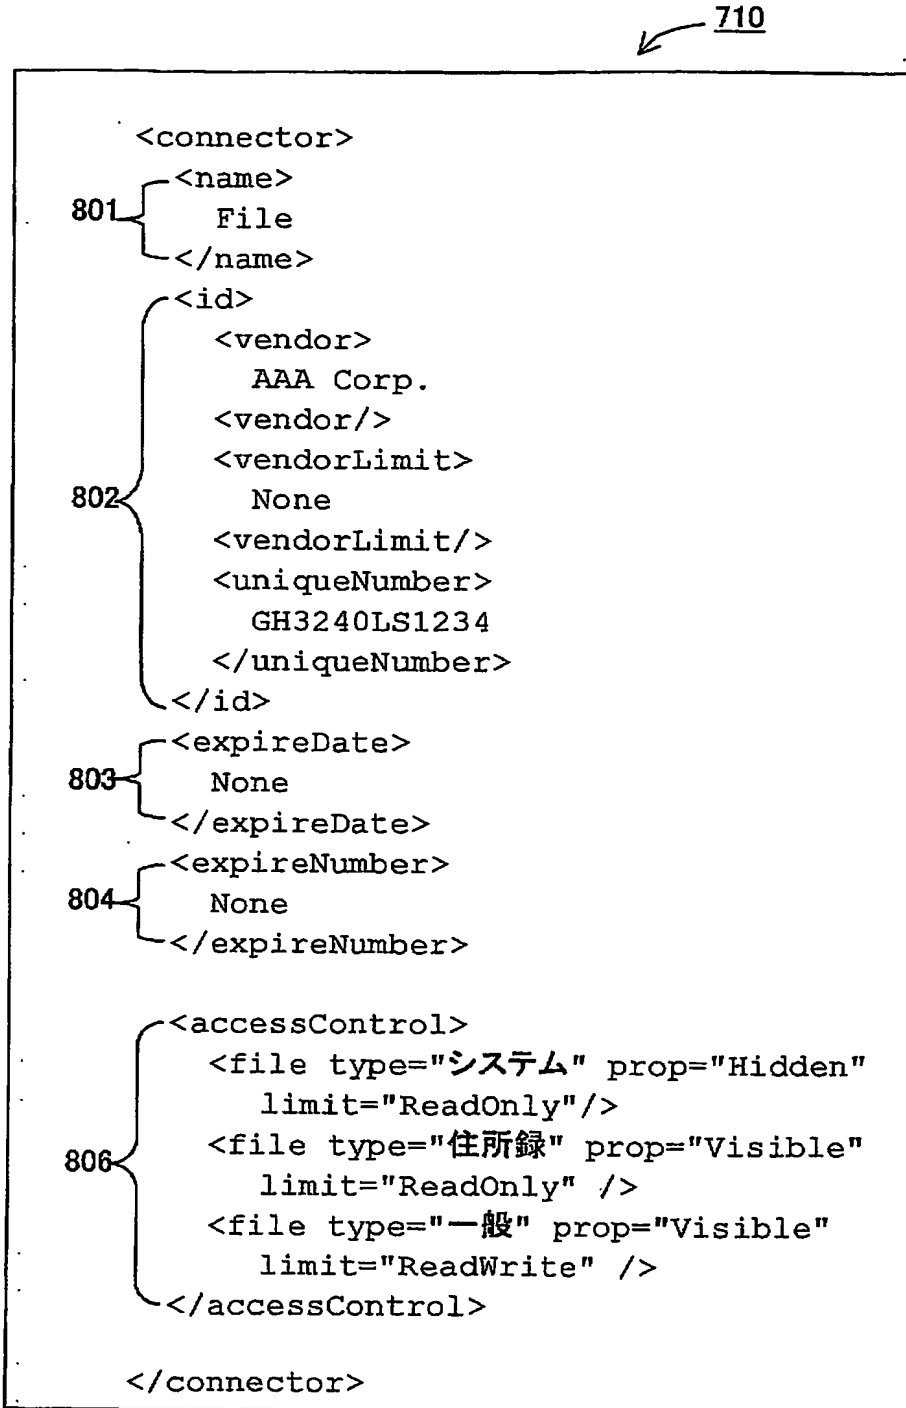 710
<connector>
<name>
801
File
</name>
<id>
<vendor>
AAA Corp.
<vendor/>
<vendorLimit>
802
None
<vendorLimit/>
<uniqueNumber>
GH3240LS1234
</uniqueNumber>
</id>
<expireDate>
803
None
</expireDate>
<expireNumber>
804
None
</expireNumber>
<accessControl>
<file type="システム" prop="Hidden"
limit="ReadOnly"/>
<file type="住所録" prop="Visible"
806
limit="ReadOnly" />
<file type="一般" prop="Visible"
limit="ReadWrite" />
</accessControl>
</connector>